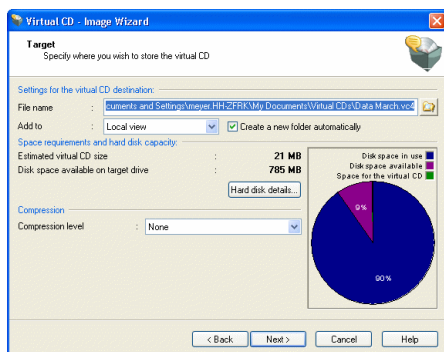 Virtual CD - Image Wizard
Target
Specify where you wish to store the virtual CD
Settings for the virtual CD destination:
File name : cuments and Settings\meyer.HH-ZFRK\My Documents\Virtual CDs\Data March.vc4
Add to : Local view Create a new folder automatically
Space requirements and hard disk capacity:
Estimated virtual CD size : 21 MB
Disk space available on target drive : 785 MB
Hard disk details...
Compression
Compression level : None
Disk space in use
Disk space available
Space for the virtual CD
9%
90%
< Back Next > Cancel Help